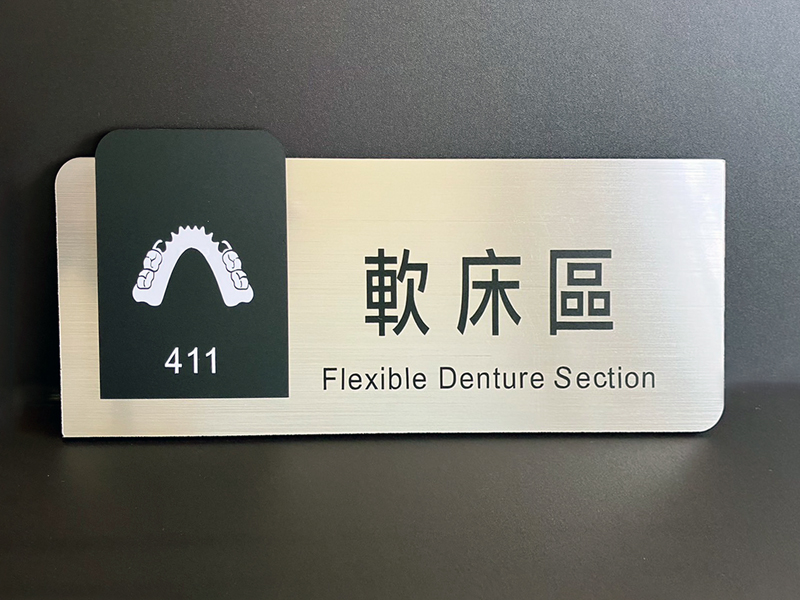 411
軟床區
Flexible Denture Section